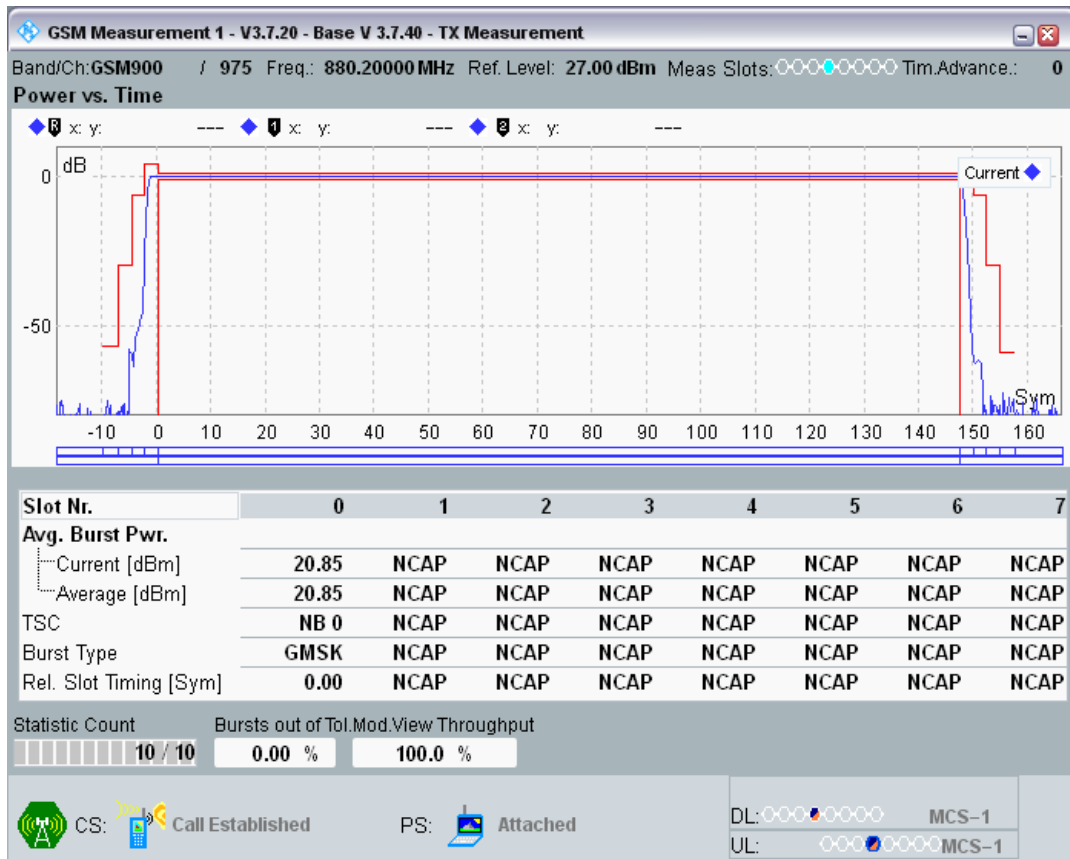 GSM Measurement 1 - V3.7.20 - Base V 3.7.40 - TX Measurement
Band/Ch:GSM900 / 975 Freq.: 880.20000 MHz Ref. Level: 27.00 dBm Meas Slots: Tim.Advance.: 0
Power vs. Time
R x: y: --- 1 x: y: --- 2 x: y: ---
dB
Current
0
-50
Sym
-10 0 10 20 30 40 50 60 70 80 90 100 110 120 130 140 150 160
Slot Nr. 0 1 2 3 4 5 6 7
Avg. Burst Pwr.
Current [dBm] 20.85 NCAP NCAP NCAP NCAP NCAP NCAP NCAP
Average [dBm] 20.85 NCAP NCAP NCAP NCAP NCAP NCAP NCAP
TSC NB 0 NCAP NCAP NCAP NCAP NCAP NCAP NCAP
Burst Type GMSK NCAP NCAP NCAP NCAP NCAP NCAP NCAP
Rel. Slot Timing [Sym] 0.00 NCAP NCAP NCAP NCAP NCAP NCAP NCAP
Statistic Count Bursts out of Tol. Mod.View Throughput
10 / 10 0.00 % 100.0 %
CS: Call Established PS: Attached
DL: MCS-1
UL: MCS-1